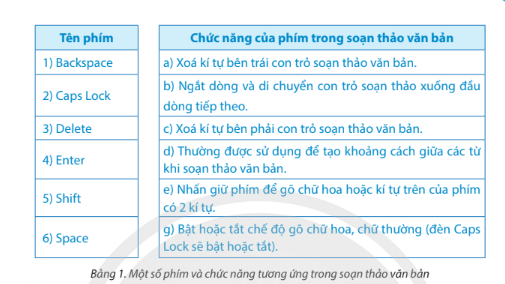 Tên phím
Chức năng của phím trong soạn thảo văn bản
1) Backspace
a) Xoá kí tự bên trái con trỏ soạn thảo văn bản.
2) Caps Lock
b) Ngắt dòng và di chuyển con trỏ soạn thảo xuống đầu
dòng tiếp theo.
3) Delete
c) Xoá kí tự bên phải con trỏ soạn thảo văn bản.
4) Enter
d) Thường được sử dụng để tạo khoảng cách giữa các từ
khi soạn thảo văn bản.
5) Shift
e) Nhấn giữ phím để gõ chữ hoa hoặc kí tự trên của phím
có 2 kí tự.
6) Space
g) Bật hoặc tắt chế độ gõ chữ hoa, chữ thường (đèn Caps
Lock sẽ bật hoặc tắt).
Bảng 1. Một số phím và chức năng tương ứng trong soạn thảo văn bản